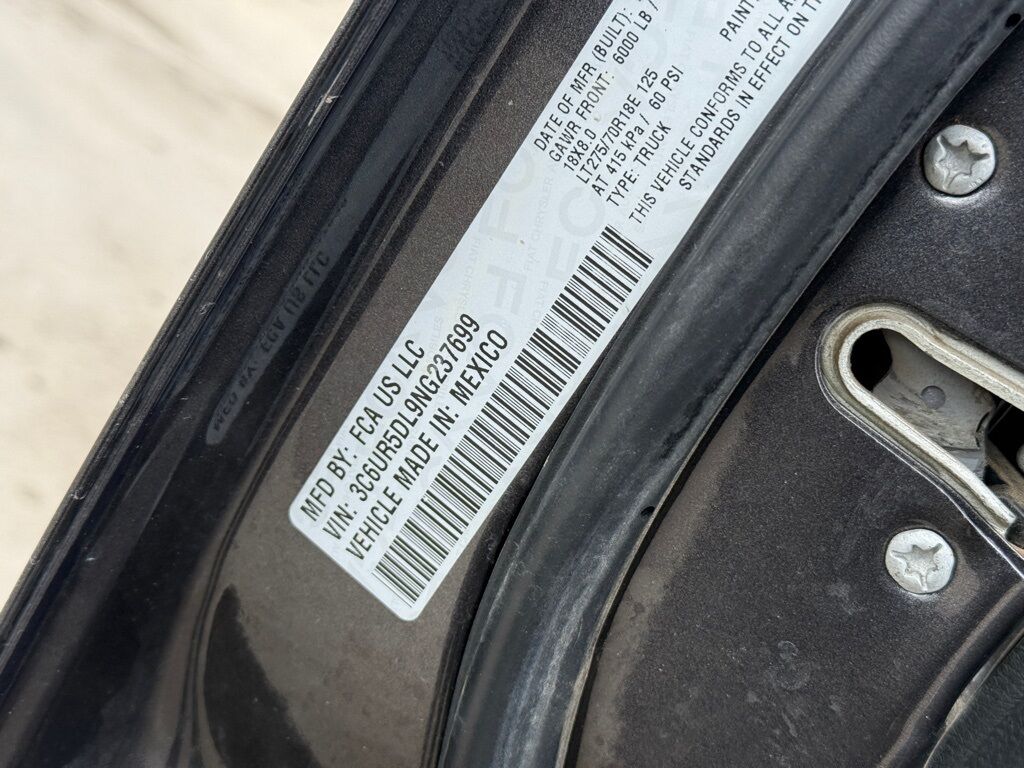 MFD BY: FCA US LLC
VIN: 3C6UR5DL9NG237699
VEHICLE MADE IN: MEXICO
DATE OF MFR (BUILT):
GAWR FRONT: 6000 LB /
18X8.0
LT275/70R18E 125
AT 415 kPa / 60 PSI
TYPE: TRUCK
PAINT
THIS VEHICLE CONFORMS TO ALL
STANDARDS IN EFFECT ON